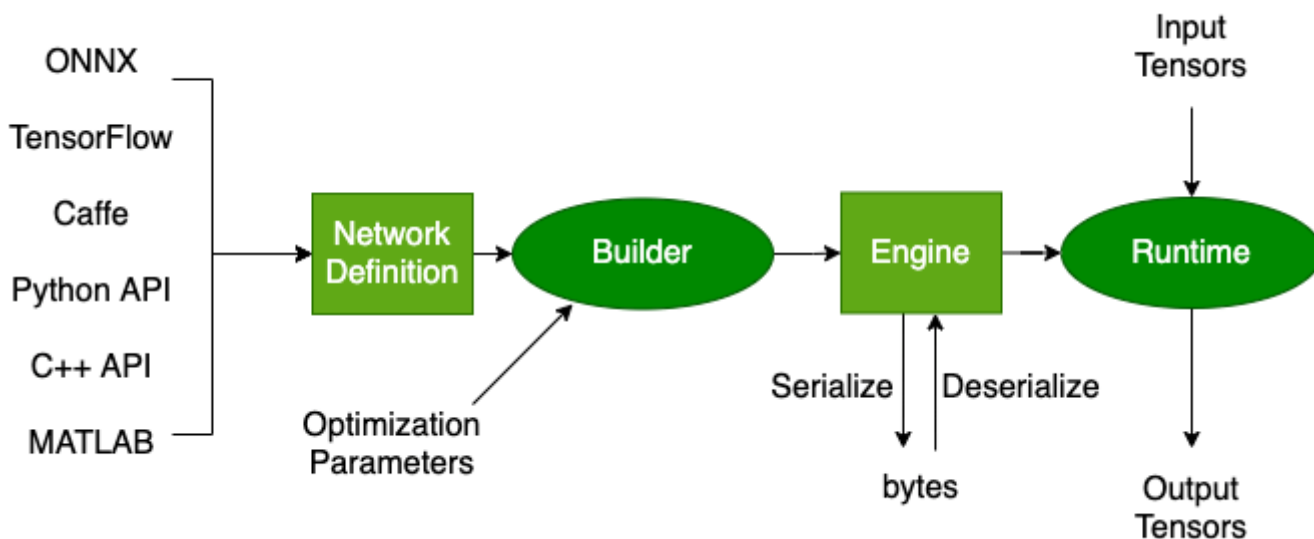 ONNX
TensorFlow
Caffe
Python API
C++ API
MATLAB
Network
Definition
Optimization
Parameters
Builder
Engine
Serialize
Deserialize
bytes
Input
Tensors
Runtime
Output
Tensors